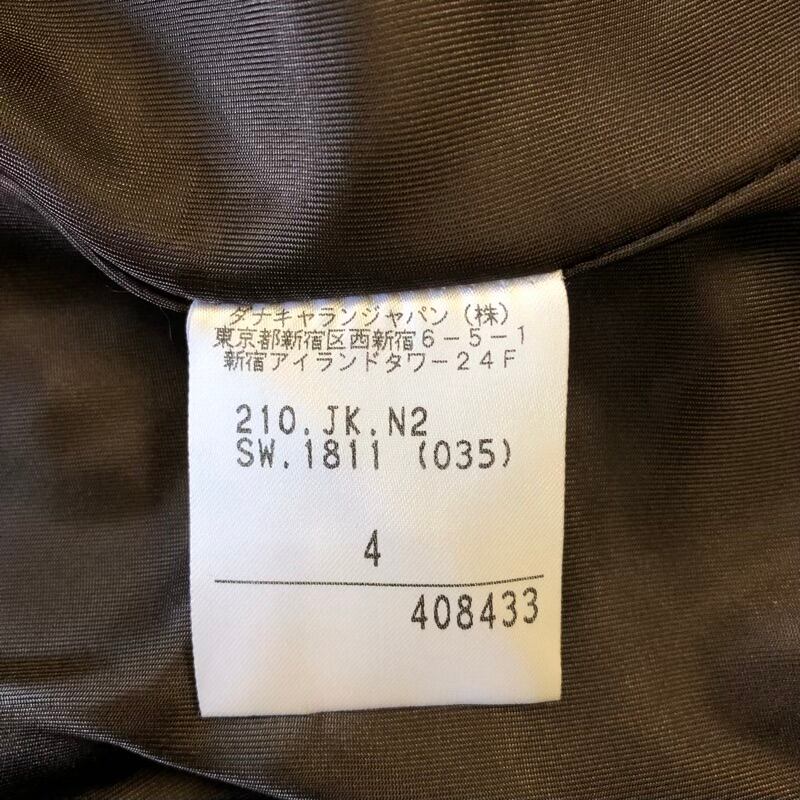 ダナキャランジャパン(株)
東京都新宿区西新宿6-5-1
新宿アイランドタワー24F
210.JK.N2
SW.1811 (035)
4
408433